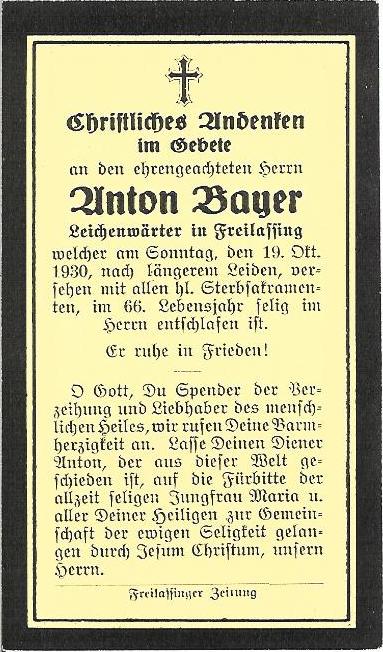 Christliches Andenken
im Gebete
an den ehrengeachteten Herrn
Anton Bayer
Leichenwärter in Freilassing
welcher am Sonntag, den 19. Okt.
1930, nach längerem Leiden, ver-
sehen mit allen hl. Sterbsakramen-
ten, im 66. Lebensjahr selig im
Herrn entschlafen ist.
Er ruhe in Frieden!
O Gott, Du Spender der Ver-
zeihung und Liebhaber des mensch-
lichen Heiles, wir rufen Deine Barm-
herzigkeit an. Lasse Deinen Diener
Anton, der aus dieser Welt ge-
schieden ist, auf die Fürbitte der
allzeit seligen Jungfrau Maria u.
aller Deiner Heiligen zur Gemein-
schaft der ewigen Seligkeit gelan-
gen durch Jesum Christum, unsern
Herrn.
Freilassinger Zeitung